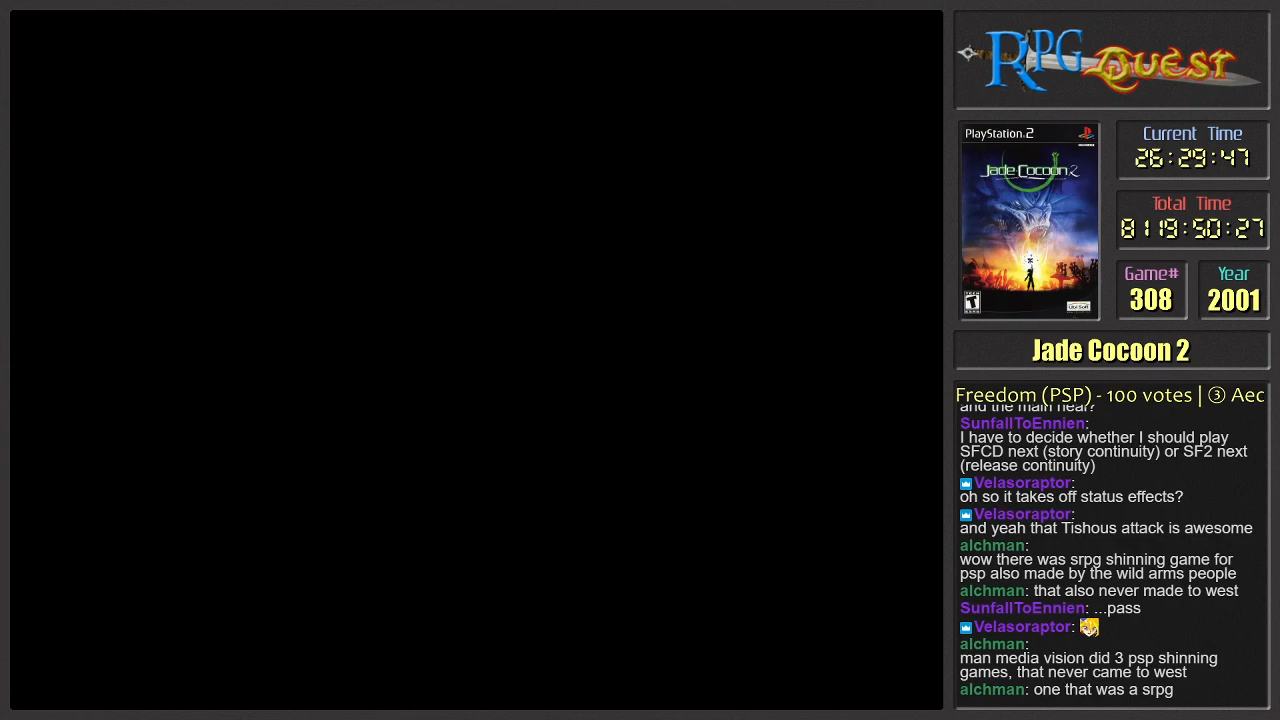 RPG Quest
PlayStation 2
Jade Cocoon 2
Current Time
26:29:47
Total Time
8119:50:27
Game#
308
Year
2001
Jade Cocoon 2
Freedom (PSP) - 100 votes | ③ Aec
and the main heal?
SunfallToEnnien:
I have to decide whether I should play
SFCD next (story continuity) or SF2 next
(release continuity)
Velasoraptor:
oh so it takes off status effects?
Velasoraptor:
and yeah that Tishous attack is awesome
alchman:
wow there was srpg shinning game for
psp also made by the wild arms people
alchman: that also never made to west
SunfallToEnnien: ...pass
Velasoraptor:
alchman:
man media vision did 3 psp shinning
games, that never came to west
alchman: one that was a srpg